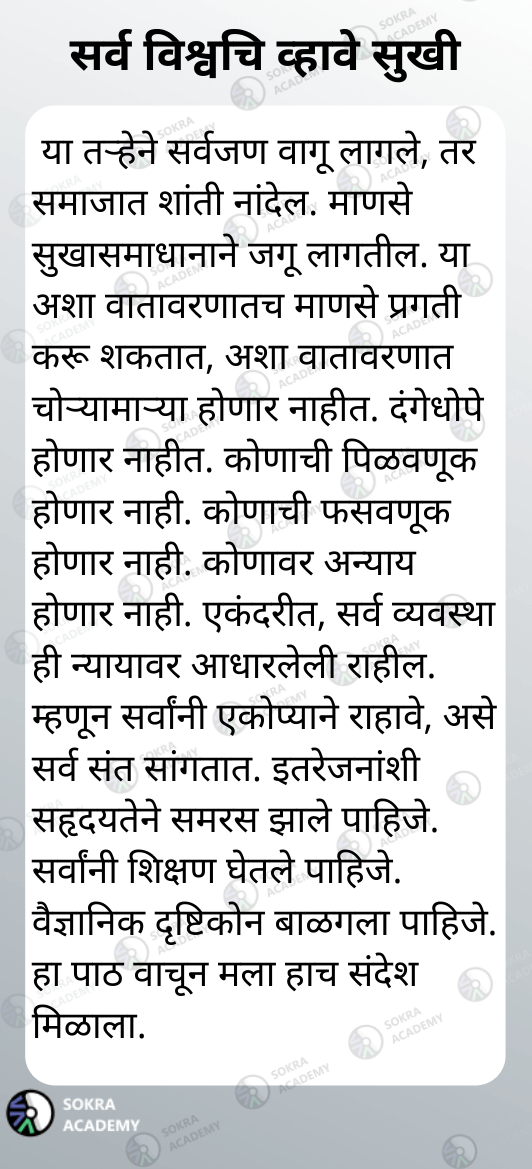 सर्व विश्वचि व्हावे सुखी
या तऱ्हेने सर्वजण वागू लागले, तर
समाजात शांती नांदेल. माणसे
सुखासमाधानाने जगू लागतील. या
अशा वातावरणातच माणसे प्रगती
करू शकतात, अशा वातावरणात
चोऱ्यामाऱ्या होणार नाहीत. दंगेधोपे
होणार नाहीत. कोणाची पिळवणूक
होणार नाही. कोणाची फसवणूक
होणार नाही. कोणावर अन्याय
होणार नाही. एकंदरीत, सर्व व्यवस्था
ही न्यायावर आधारलेली राहील.
म्हणून सर्वांनी एकोप्याने राहावे, असे
सर्व संत सांगतात. इतरेजनांशी
सहृदयतेने समरस झाले पाहिजे.
सर्वांनी शिक्षण घेतले पाहिजे.
वैज्ञानिक दृष्टिकोन बाळगला पाहिजे.
हा पाठ वाचून मला हाच संदेश
मिळाला.
SOKRA
ACADEMY